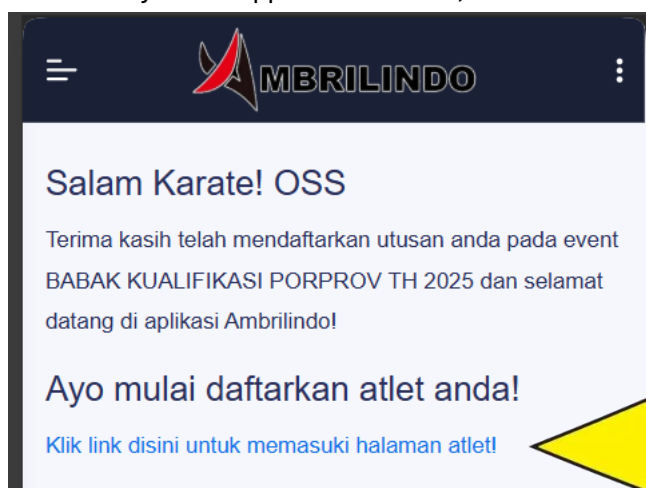 AMBRILINDO
Salam Karate! OSS
Terima kasih telah mendaftarkan utusan anda pada event
BABAK KUALIFIKASI PORPROV TH 2025 dan selamat
datang di aplikasi Ambrilindo!
Ayo mulai daftarkan atlet anda!
Klik link disini untuk memasuki halaman atlet!